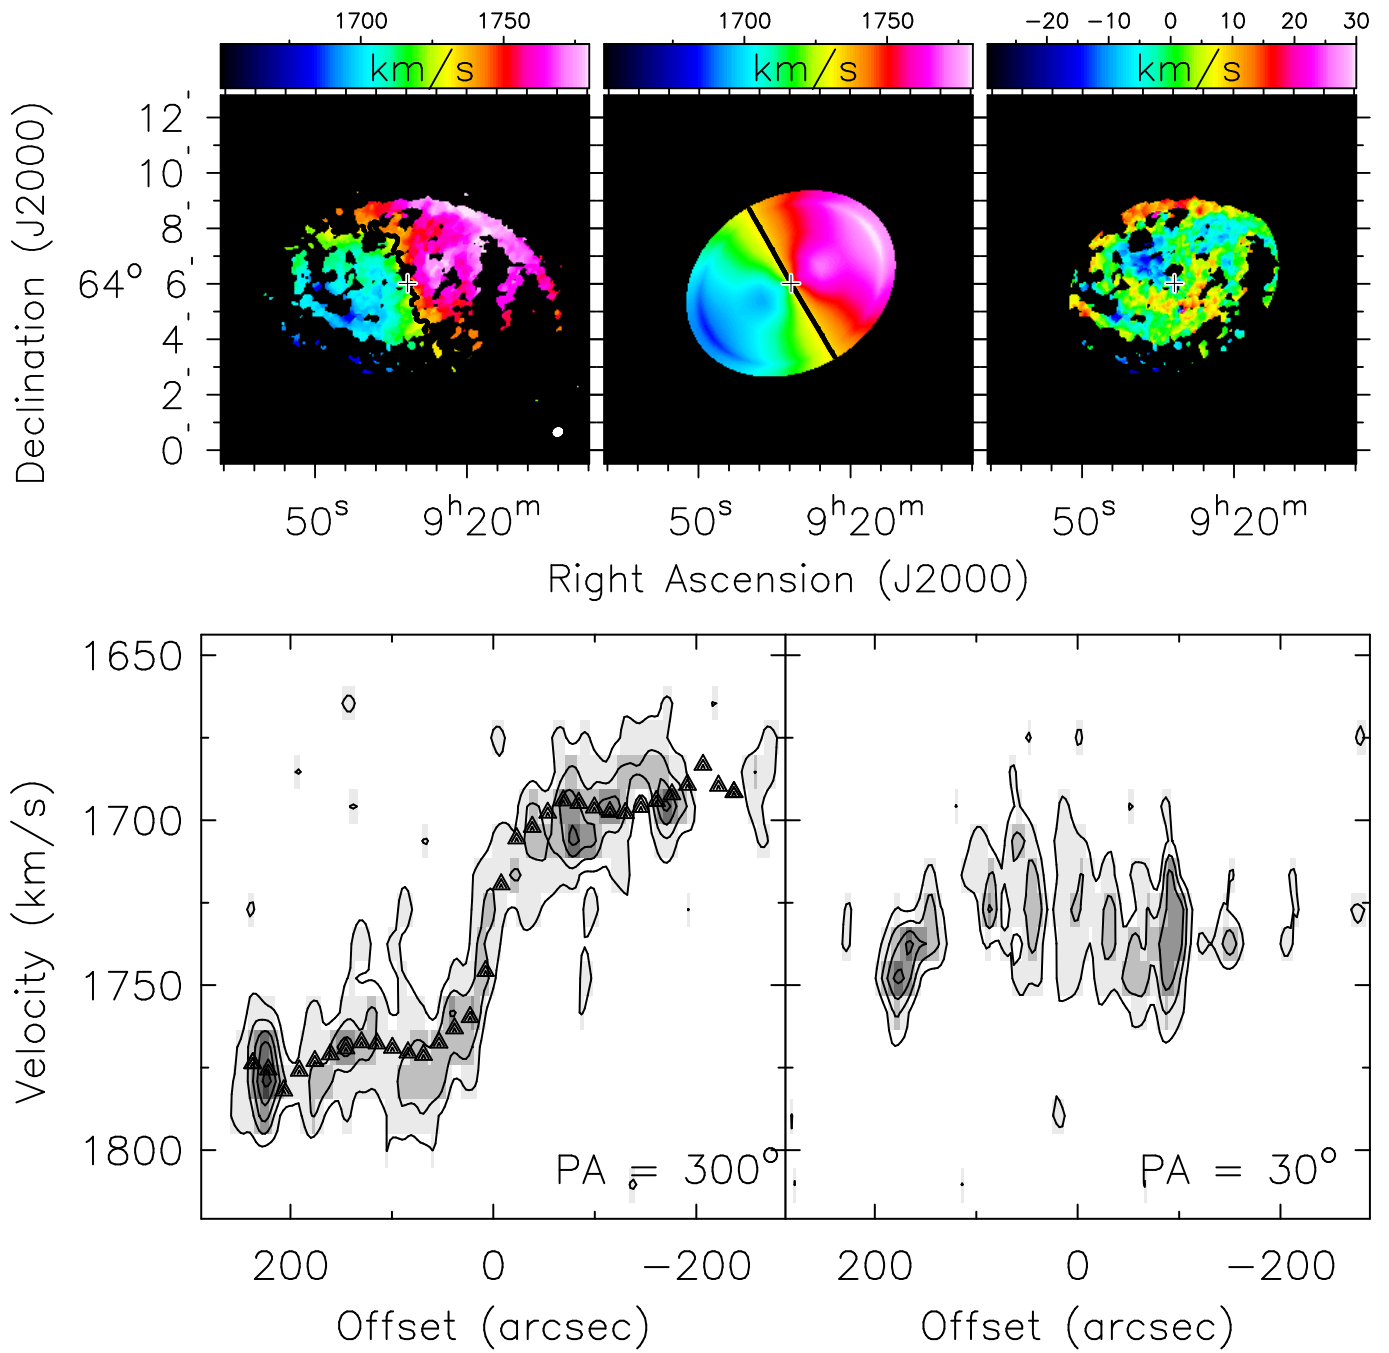 1700 1750 1700 1750 -20 -10 0 10 20 30
km/s km/s km/s
12'
10'
8'
64° 6'
4'
2'
0'
Declination (J2000)
50s 9h20m 50s 9h20m 50s 9h20m
Right Ascension (J2000)
1650
1700
1750
1800
Velocity (km/s)
PA = 300° PA = 30°
200 0 -200 200 0 -200
Offset (arcsec) Offset (arcsec)